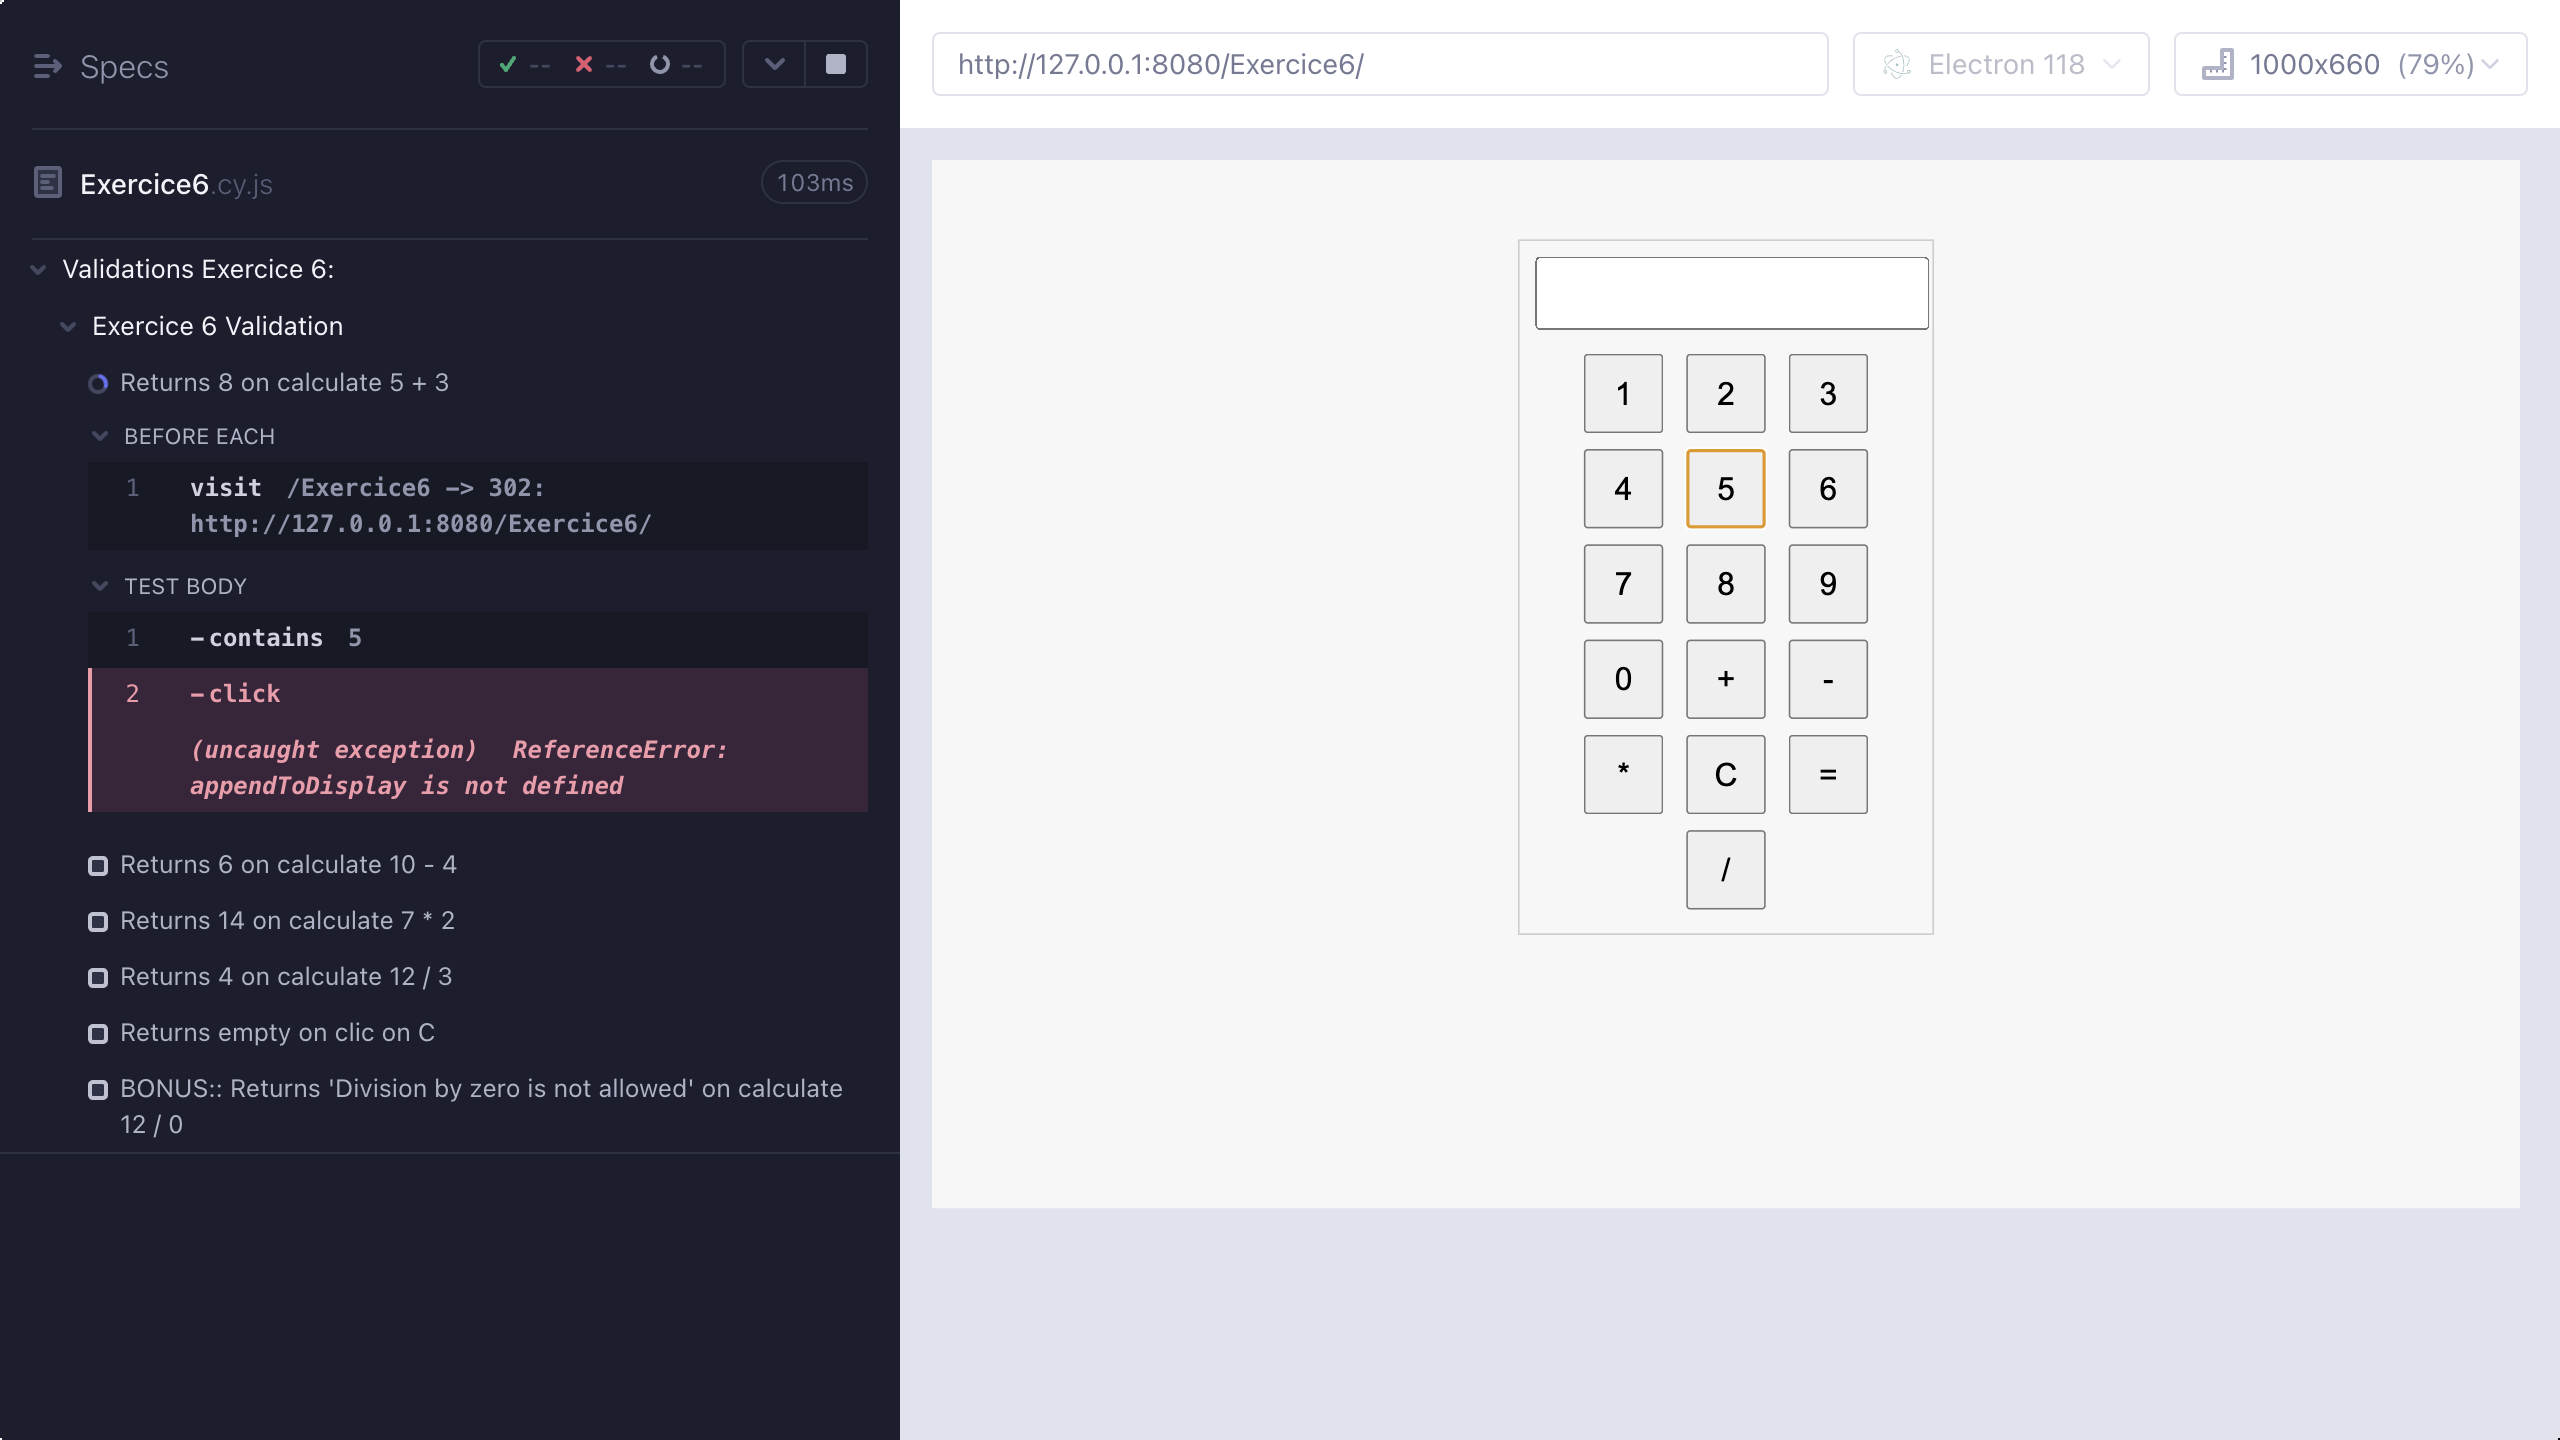 Specs
-- -- --
Exercice6.cy.js 103ms
Validations Exercice 6:
Exercice 6 Validation
Returns 8 on calculate 5 + 3
BEFORE EACH
1 visit /Exercice6 -> 302:
http://127.0.0.1:8080/Exercice6/
TEST BODY
1 -contains 5
2 -click
(uncaught exception) ReferenceError:
appendToDisplay is not defined
Returns 6 on calculate 10 - 4
Returns 14 on calculate 7 * 2
Returns 4 on calculate 12 / 3
Returns empty on clic on C
BONUS:: Returns 'Division by zero is not allowed' on calculate
12 / 0
http://127.0.0.1:8080/Exercice6/
Electron 118
1000x660 (79%)
1 2 3
4 5 6
7 8 9
0 + -
* C =
/